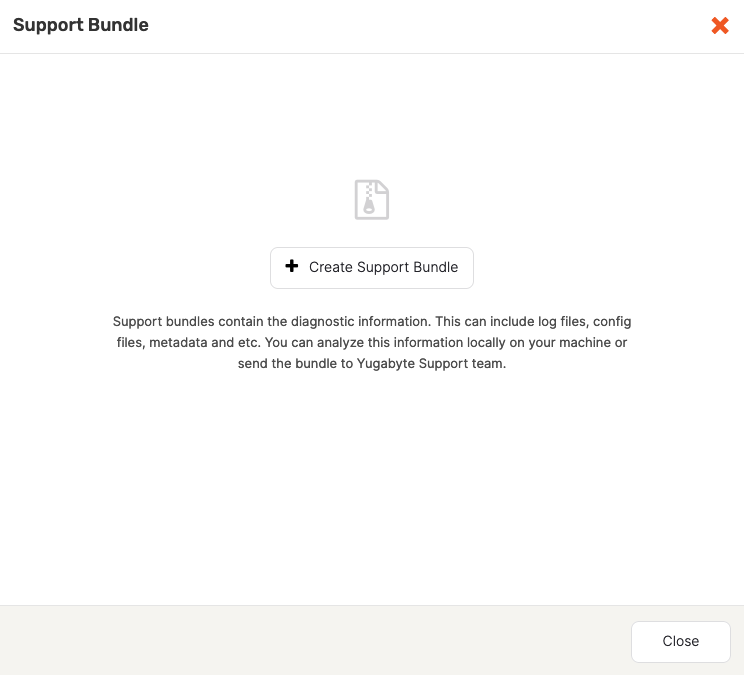 Support Bundle
Create Support Bundle
Support bundles contain the diagnostic information. This can include log files, config
files, metadata and etc. You can analyze this information locally on your machine or
send the bundle to Yugabyte Support team.
Close